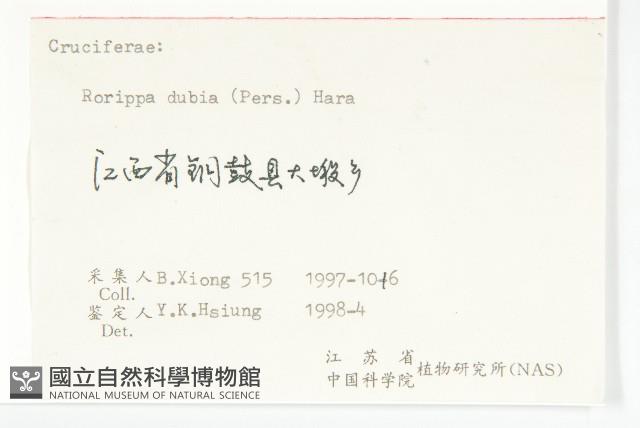 Cruciferae:
Rorippa dubia (Pers.) Hara
江西省铜鼓县大塅乡
采集人 B.Xiong 515 1997-10-16
Coll.
鉴定人 Y.K.Hsiung 1998-4
Det.
江苏省
中国科学院 植物研究所(NAS)
國立自然科學博物館
NATIONAL MUSEUM OF NATURAL SCIENCE